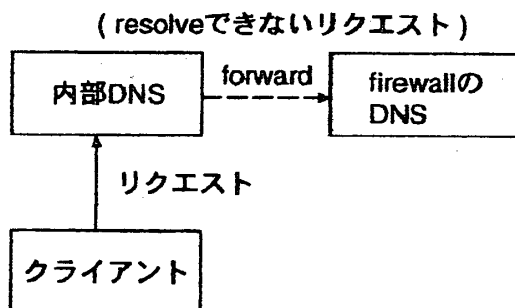 ( resolveできないリクエスト )
forward
内部DNS
firewallの
DNS
リクエスト
クライアント